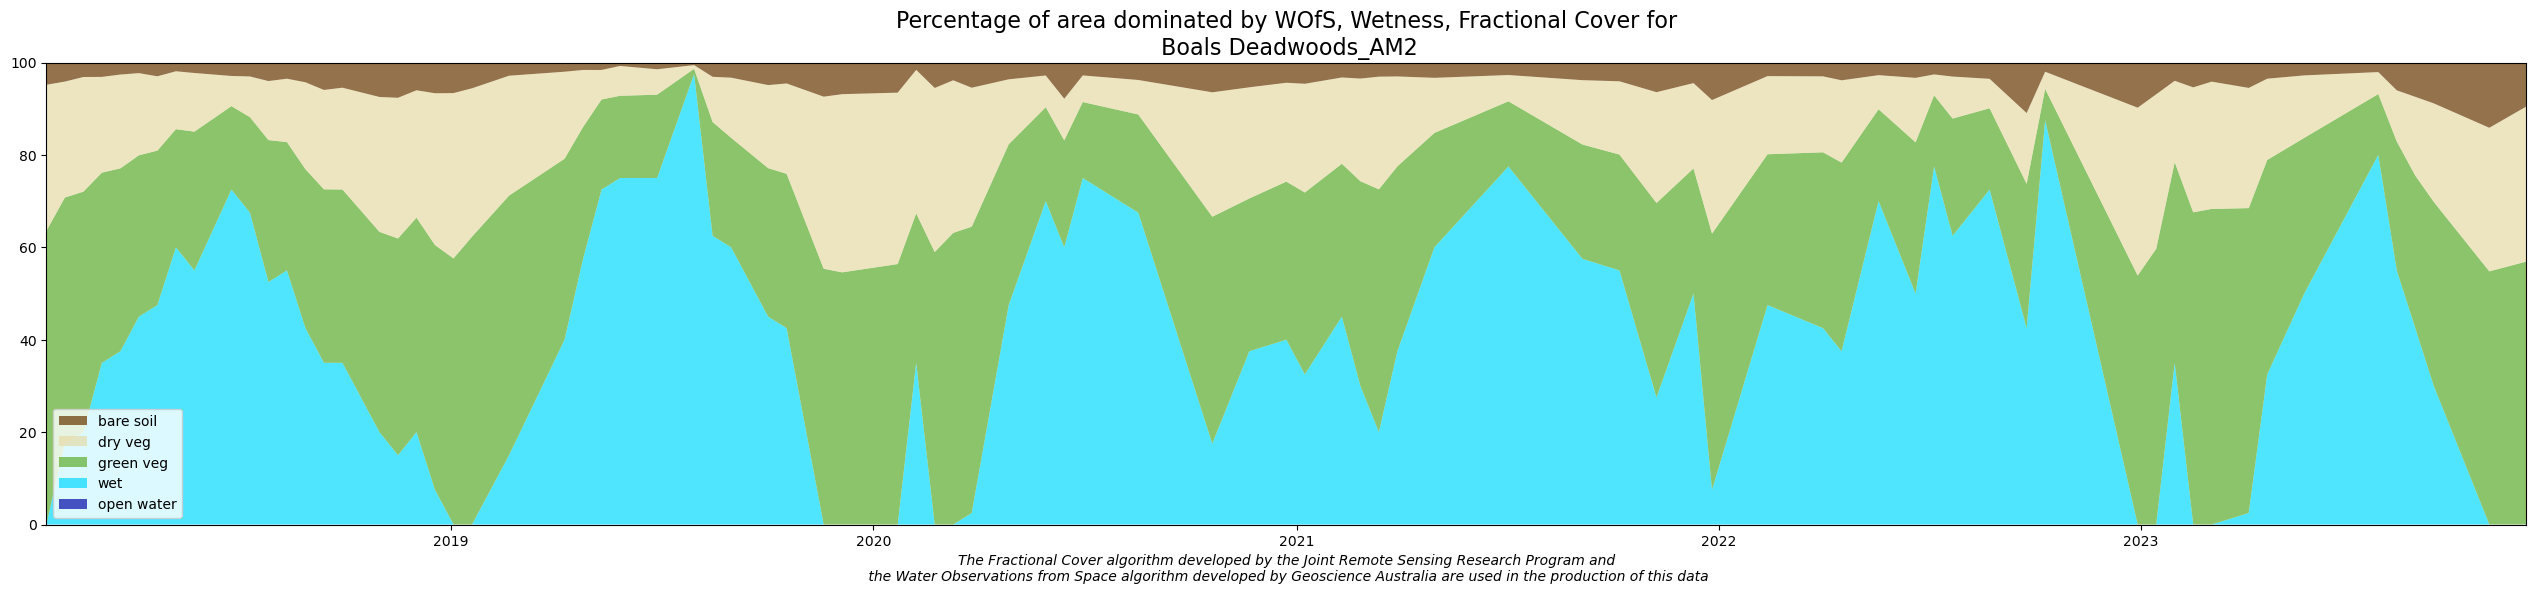 Percentage of area dominated by WOfS, Wetness, Fractional Cover for
Boals Deadwoods_AM2
100
80
60
40
20
0
bare soil
dry veg
green veg
wet
open water
2019
2020
2021
2022
2023
The Fractional Cover algorithm developed by the Joint Remote Sensing Research Program and
the Water Observations from Space algorithm developed by Geoscience Australia are used in the production of this data